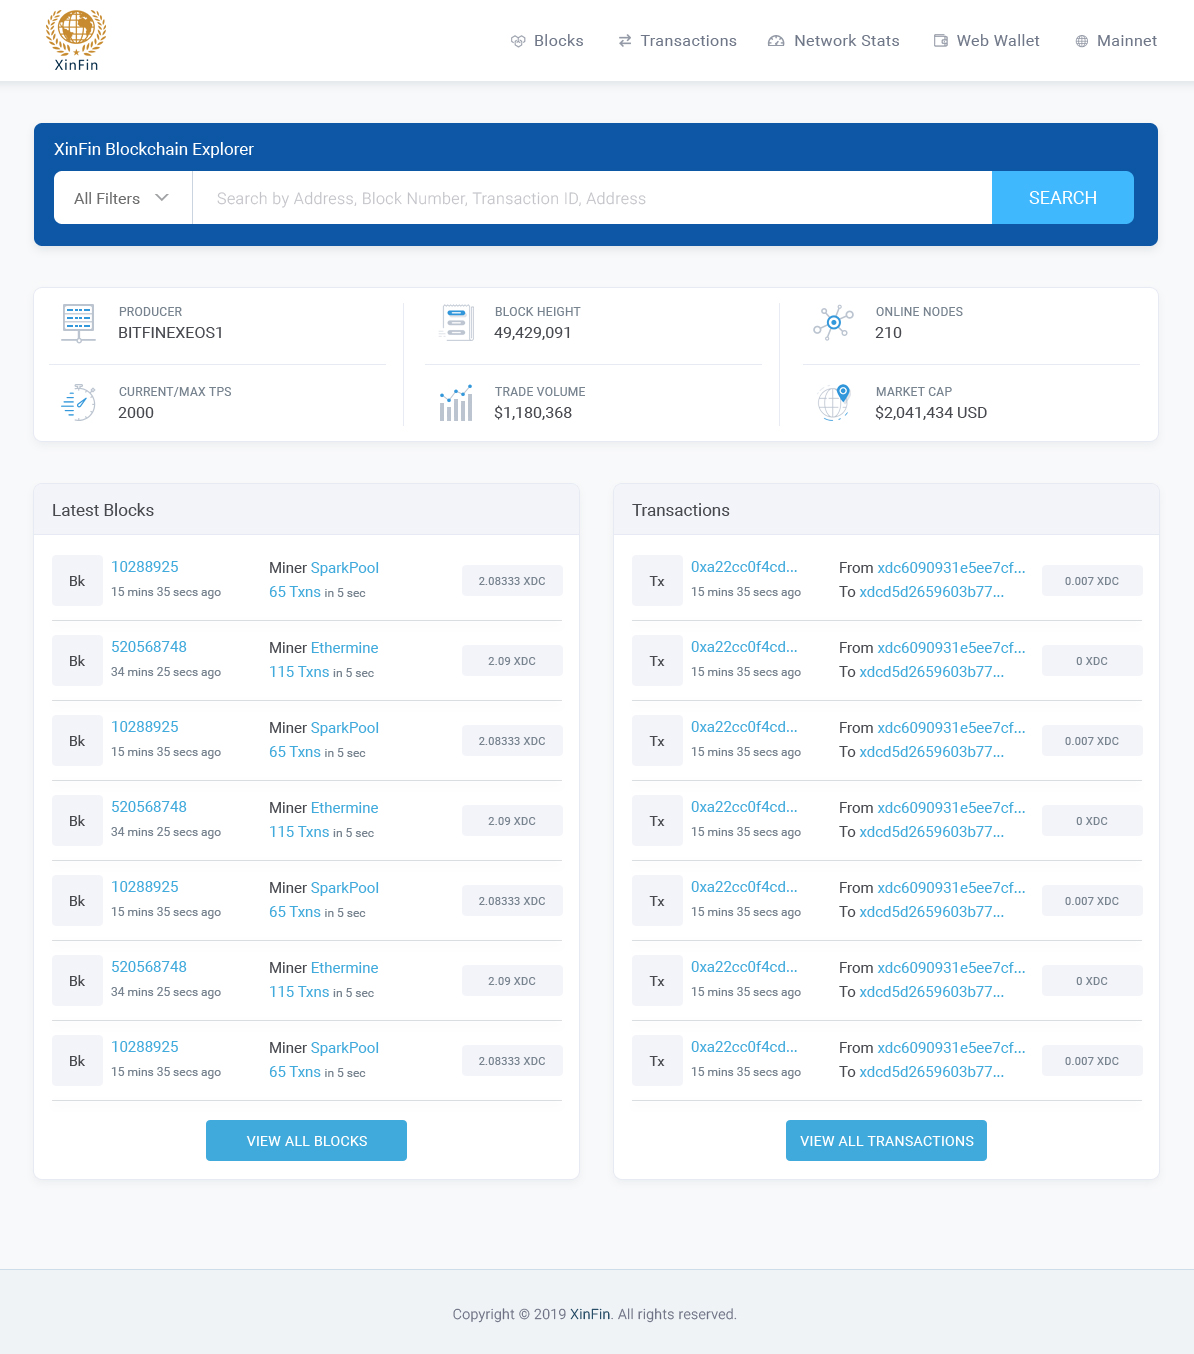 XinFin
Blocks
Transactions
Network Stats
Web Wallet
Mainnet
XinFin Blockchain Explorer
All Filters
Search by Address, Block Number, Transaction ID, Address
SEARCH
PRODUCER
BITFINEXEOS1
BLOCK HEIGHT
49,429,091
ONLINE NODES
210
CURRENT/MAX TPS
2000
TRADE VOLUME
$1,180,368
MARKET CAP
$2,041,434 USD
Latest Blocks
Bk
10288925
15 mins 35 secs ago
Miner SparkPool
65 Txns in 5 sec
2.08333 XDC
Bk
520568748
34 mins 25 secs ago
Miner Ethermine
115 Txns in 5 sec
2.09 XDC
Bk
10288925
15 mins 35 secs ago
Miner SparkPool
65 Txns in 5 sec
2.08333 XDC
Bk
520568748
34 mins 25 secs ago
Miner Ethermine
115 Txns in 5 sec
2.09 XDC
Bk
10288925
15 mins 35 secs ago
Miner SparkPool
65 Txns in 5 sec
2.08333 XDC
Bk
520568748
34 mins 25 secs ago
Miner Ethermine
115 Txns in 5 sec
2.09 XDC
Bk
10288925
15 mins 35 secs ago
Miner SparkPool
65 Txns in 5 sec
2.08333 XDC
VIEW ALL BLOCKS
Transactions
Tx
0xa22cc0f4cd...
15 mins 35 secs ago
From xdc6090931e5ee7cf...
To xdcd5d2659603b77...
0.007 XDC
Tx
0xa22cc0f4cd...
15 mins 35 secs ago
From xdc6090931e5ee7cf...
To xdcd5d2659603b77...
0 XDC
Tx
0xa22cc0f4cd...
15 mins 35 secs ago
From xdc6090931e5ee7cf...
To xdcd5d2659603b77...
0.007 XDC
Tx
0xa22cc0f4cd...
15 mins 35 secs ago
From xdc6090931e5ee7cf...
To xdcd5d2659603b77...
0 XDC
Tx
0xa22cc0f4cd...
15 mins 35 secs ago
From xdc6090931e5ee7cf...
To xdcd5d2659603b77...
0.007 XDC
Tx
0xa22cc0f4cd...
15 mins 35 secs ago
From xdc6090931e5ee7cf...
To xdcd5d2659603b77...
0 XDC
Tx
0xa22cc0f4cd...
15 mins 35 secs ago
From xdc6090931e5ee7cf...
To xdcd5d2659603b77...
0.007 XDC
VIEW ALL TRANSACTIONS
Copyright © 2019 XinFin. All rights reserved.